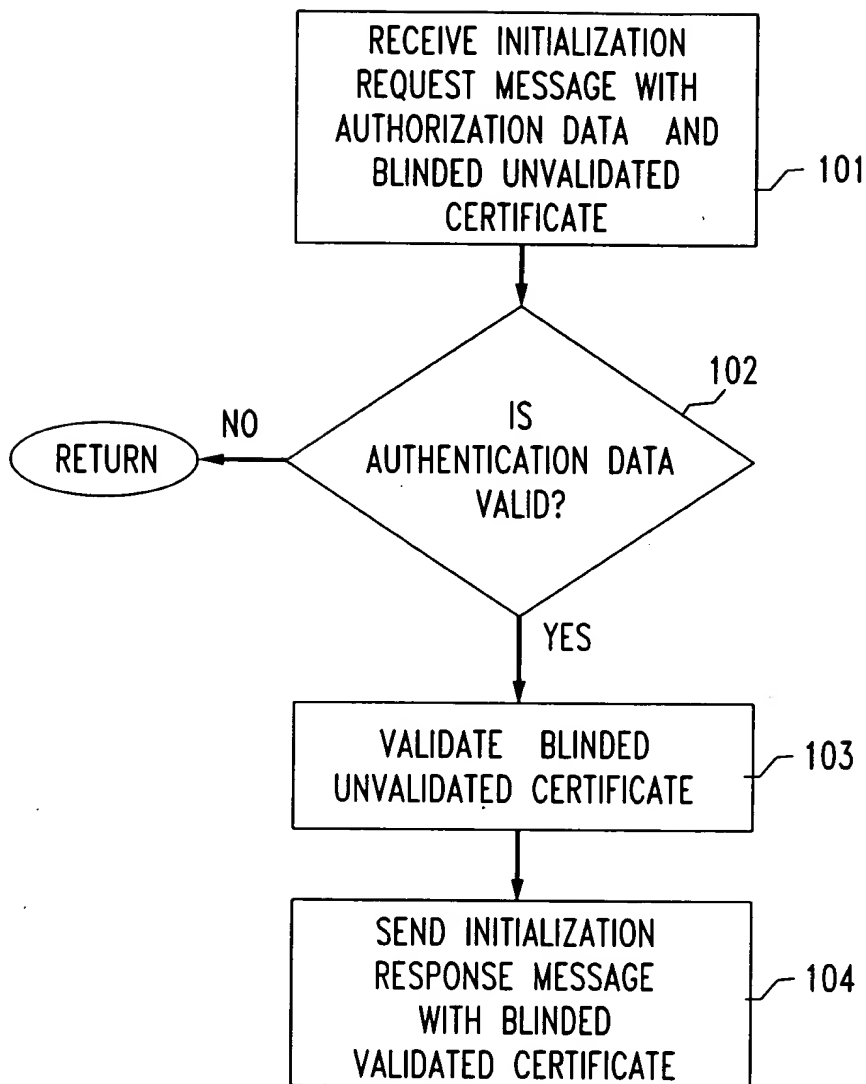 RECEIVE INITIALIZATION
REQUEST MESSAGE WITH
AUTHORIZATION DATA AND
BLINDED UNVALIDATED
CERTIFICATE
101
102
IS
AUTHENTICATION DATA
VALID?
NO
RETURN
YES
VALIDATE BLINDED
UNVALIDATED CERTIFICATE
103
SEND INITIALIZATION
RESPONSE MESSAGE
WITH BLINDED
VALIDATED CERTIFICATE
104